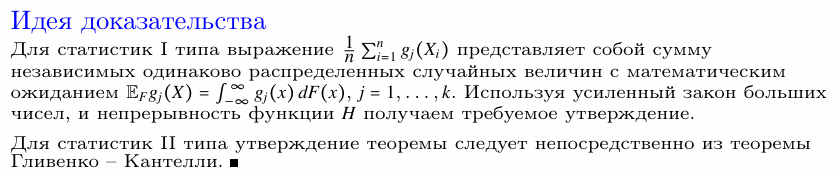 Идея доказательства
Для статистик I типа выражение $\frac{1}{n} \sum_{i=1}^{n} g_j(X_i)$ представляет собой сумму
независимых одинаково распределенных случайных величин с математическим
ожиданием $\mathbb{E}_F g_j(X) = \int_{-\infty}^{\infty} g_j(x)\, dF(x)$, $j = 1, \ldots, k$. Используя усиленный закон больших
чисел, и непрерывность функции $H$ получаем требуемое утверждение.
Для статистик II типа утверждение теоремы следует непосредственно из теоремы
Гливенко – Кантелли. ■